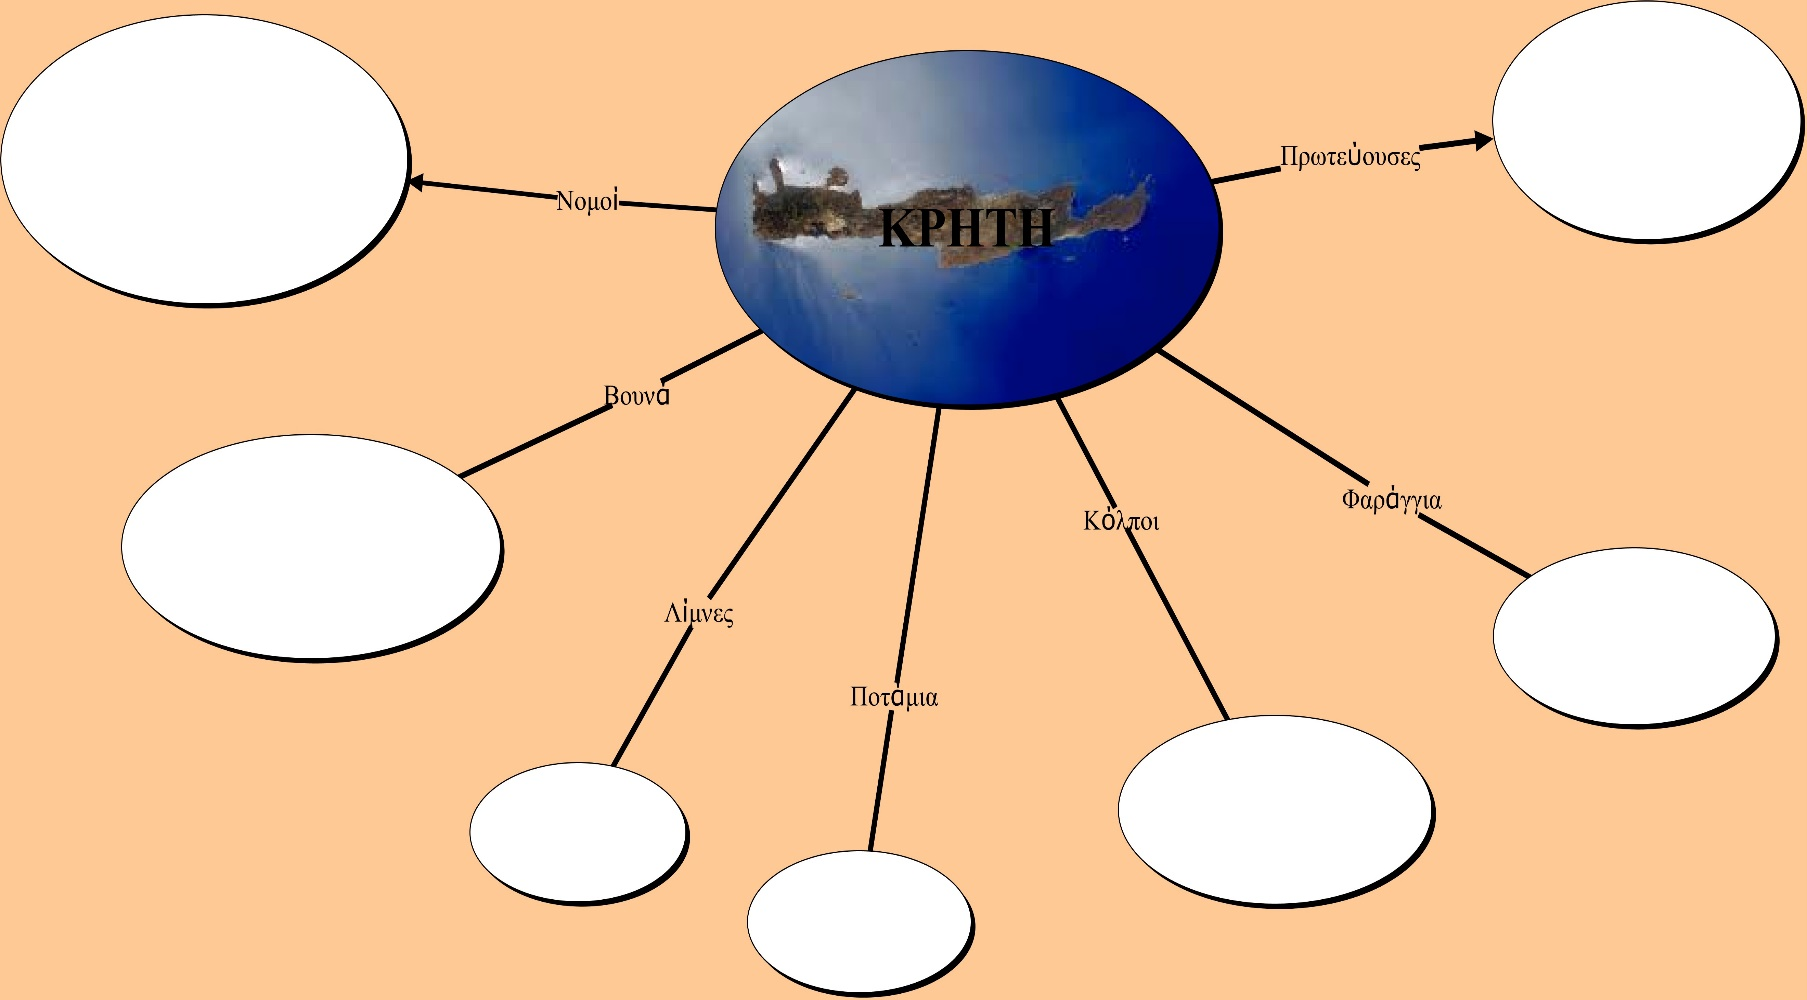 Πρωτεύουσες
Νομοί
ΚΡΗΤΗ
Βουνά
Φαράγγια
Κόλποι
Λίμνες
Ποτάμια